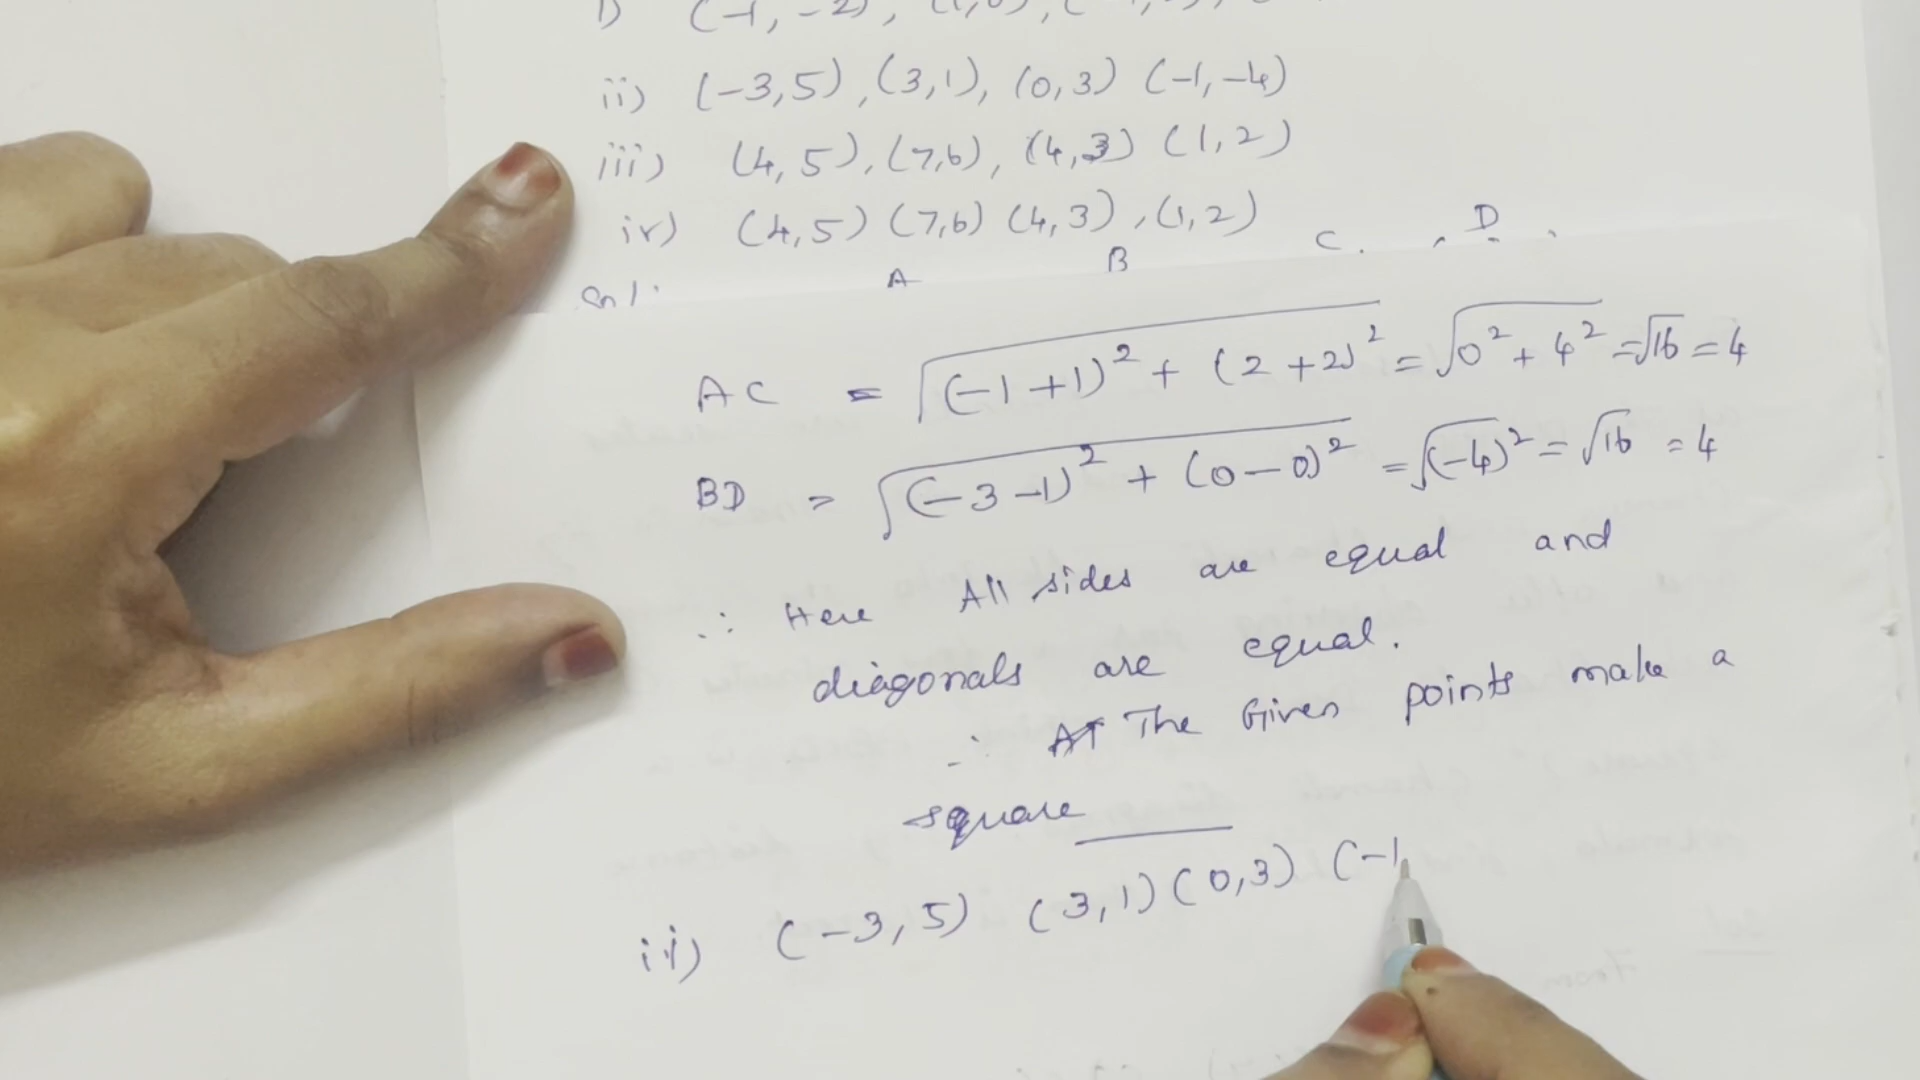 i) (-1, -2),
ii) (-3,5), (3,1), (0,3) (-1,-4)
iii) (4,5), (7,6), (4,3) (1,2)
iv) (4,5) (7,6) (4,3), (1,2)
Sol: A B C. D
AC = √(-1+1)² + (2+2)² = √0² + 4² = √16 = 4
BD = √(-3-1)² + (0-0)² = √(-4)² = √16 = 4
∴ Here All sides are equal and
diagonals are equal.
∴ The Given points make a
square
ii) (-3,5) (3,1) (0,3) (-1